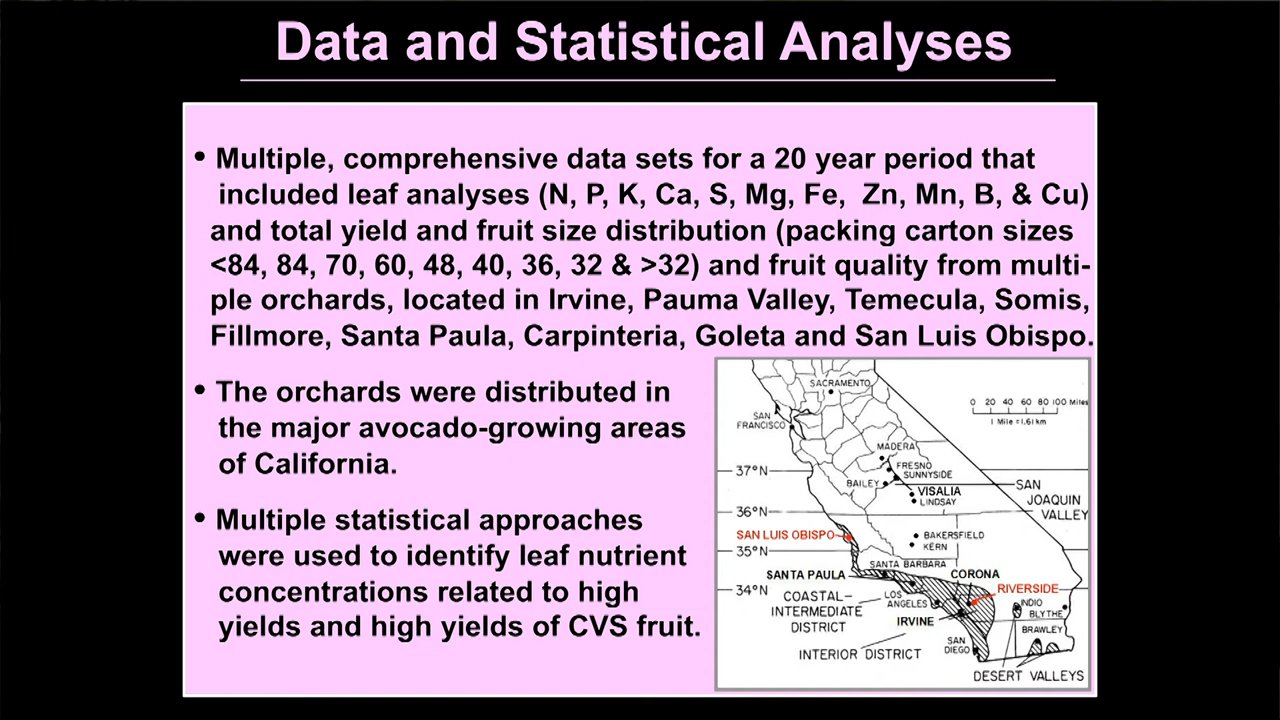 Data and Statistical Analyses
• Multiple, comprehensive data sets for a 20 year period that
included leaf analyses (N, P, K, Ca, S, Mg, Fe, Zn, Mn, B, & Cu)
and total yield and fruit size distribution (packing carton sizes
<84, 84, 70, 60, 48, 40, 36, 32 & >32) and fruit quality from multi-
ple orchards, located in Irvine, Pauma Valley, Temecula, Somis,
Fillmore, Santa Paula, Carpinteria, Goleta and San Luis Obispo.
• The orchards were distributed in
the major avocado-growing areas
of California.
• Multiple statistical approaches
were used to identify leaf nutrient
concentrations related to high
yields and high yields of CVS fruit.
SACRAMENTO
0 20 40 60 80 100 Miles
1 Mile = 1.61 km
SAN
FRANCISCO
MADERA
FRESNO
SUNNYSIDE
37°N
BAILEY
VISALIA
LINDSAY
SAN
JOAQUIN
VALLEY
36°N
SAN LUIS OBISPO
BAKERSFIELD
KERN
35°N
SANTA BARBARA
SANTA PAULA
CORONA
34°N
RIVERSIDE
COASTAL-
INTERMEDIATE
DISTRICT
LOS
ANGELES
INDIO
BLYTHE
IRVINE
BRAWLEY
SAN
DIEGO
INTERIOR DISTRICT
DESERT VALLEYS